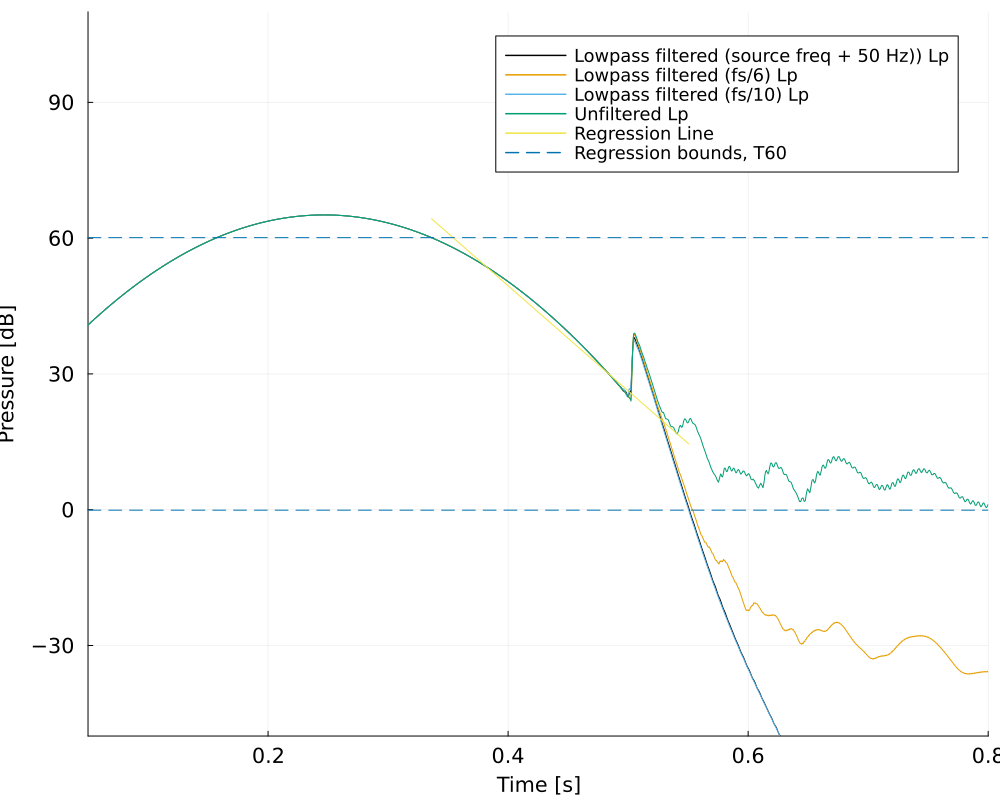 Lowpass filtered (source freq + 50 Hz)) Lp
Lowpass filtered (fs/6) Lp
Lowpass filtered (fs/10) Lp
Unfiltered Lp
Regression Line
Regression bounds, T60
Pressure [dB]
90
60
30
0
−30
0.2
0.4
0.6
0.8
Time [s]